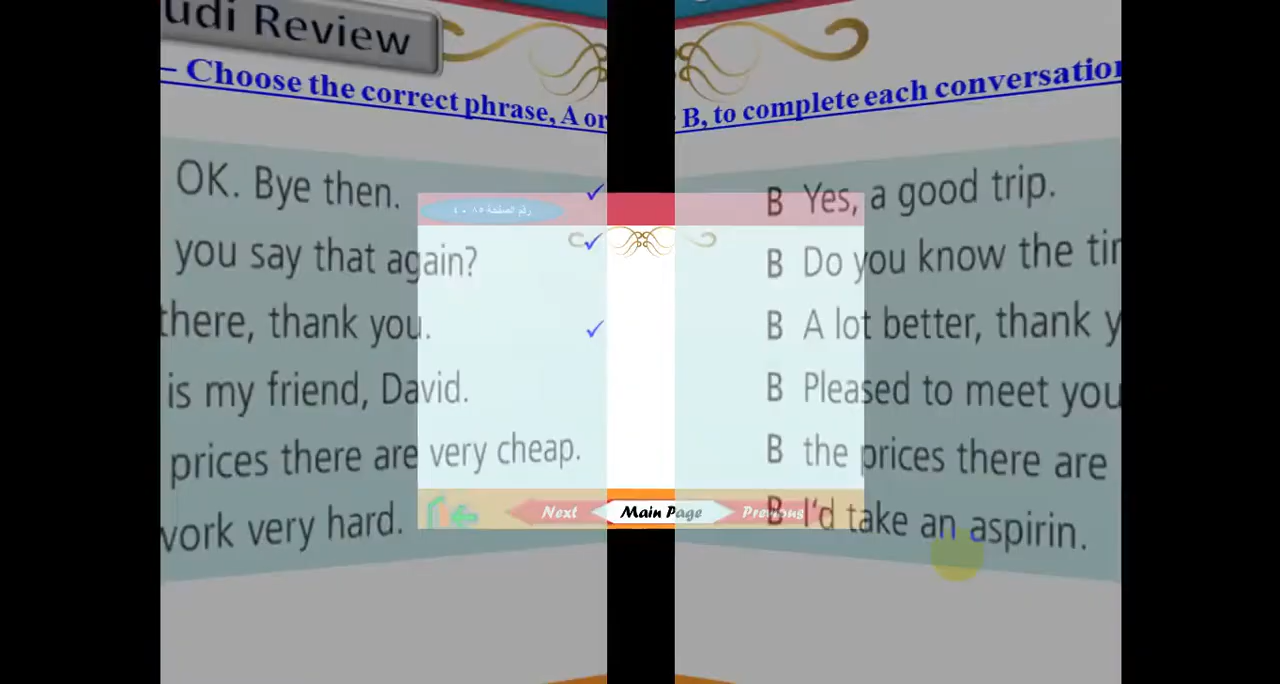 udi Review
– Choose the correct phrase, A or B, to complete each conversation
OK. Bye then. ✓ B Yes, a good trip.
رقم الصفحة
you say that again? ✓ B Do you know the
there, thank you. ✓ B A lot better, thank
is my friend, David. B Pleased to meet you
prices there are very cheap. B the prices there are
work very hard. B I'd take an aspirin.
Next Main Page Previous